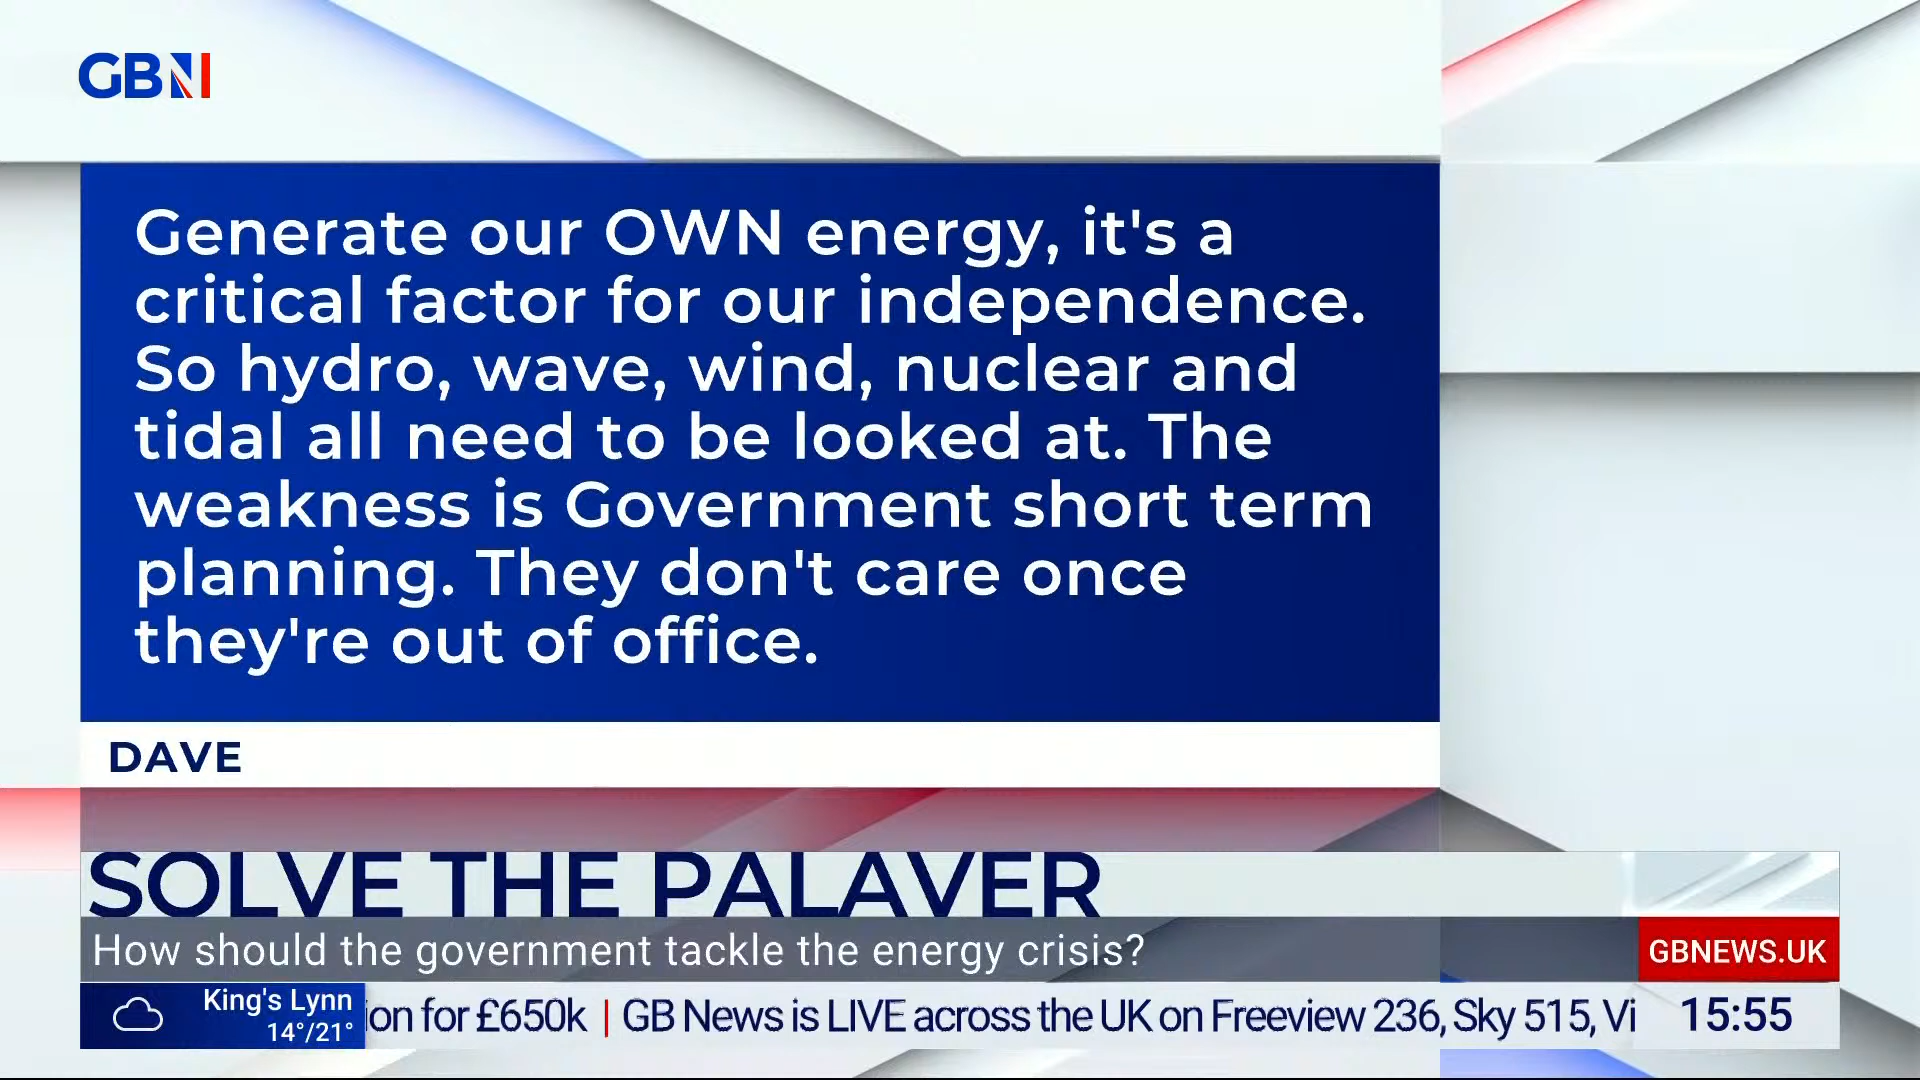 GBN
Generate our OWN energy, it's a
critical factor for our independence.
So hydro, wave, wind, nuclear and
tidal all need to be looked at. The
weakness is Government short term
planning. They don't care once
they're out of office.
DAVE
SOLVE THE PALAVER
How should the government tackle the energy crisis?
GBNEWS.UK
King's Lynn
14°/21°
ion for £650k | GB News is LIVE across the UK on Freeview 236, Sky 515, Vi
15:55